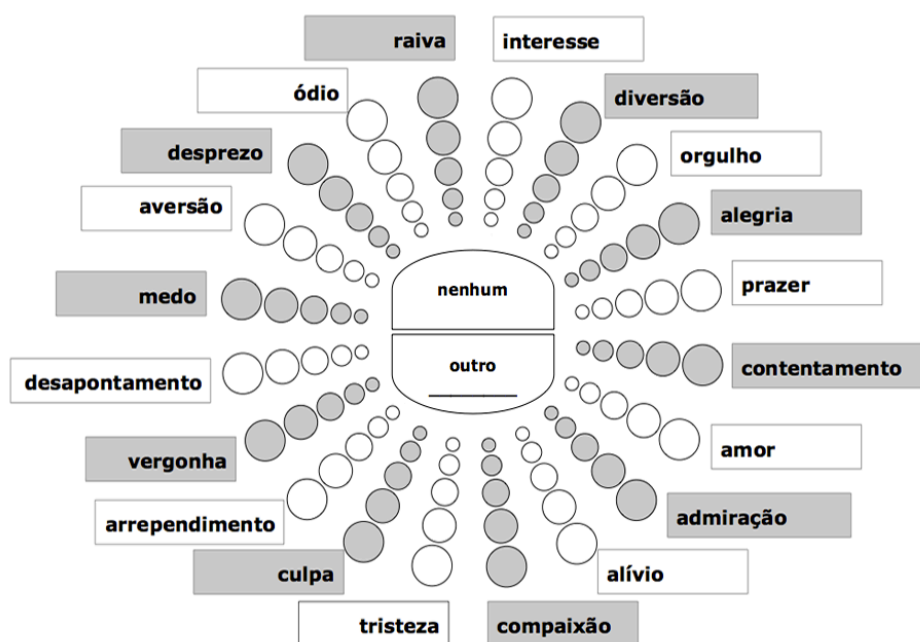 raiva
interesse
ódio
diversão
desprezo
orgulho
aversão
alegria
nenhum
prazer
medo
outro
contentamento
desapontamento
amor
vergonha
admiração
arrependimento
alívio
culpa
tristeza
compaixão